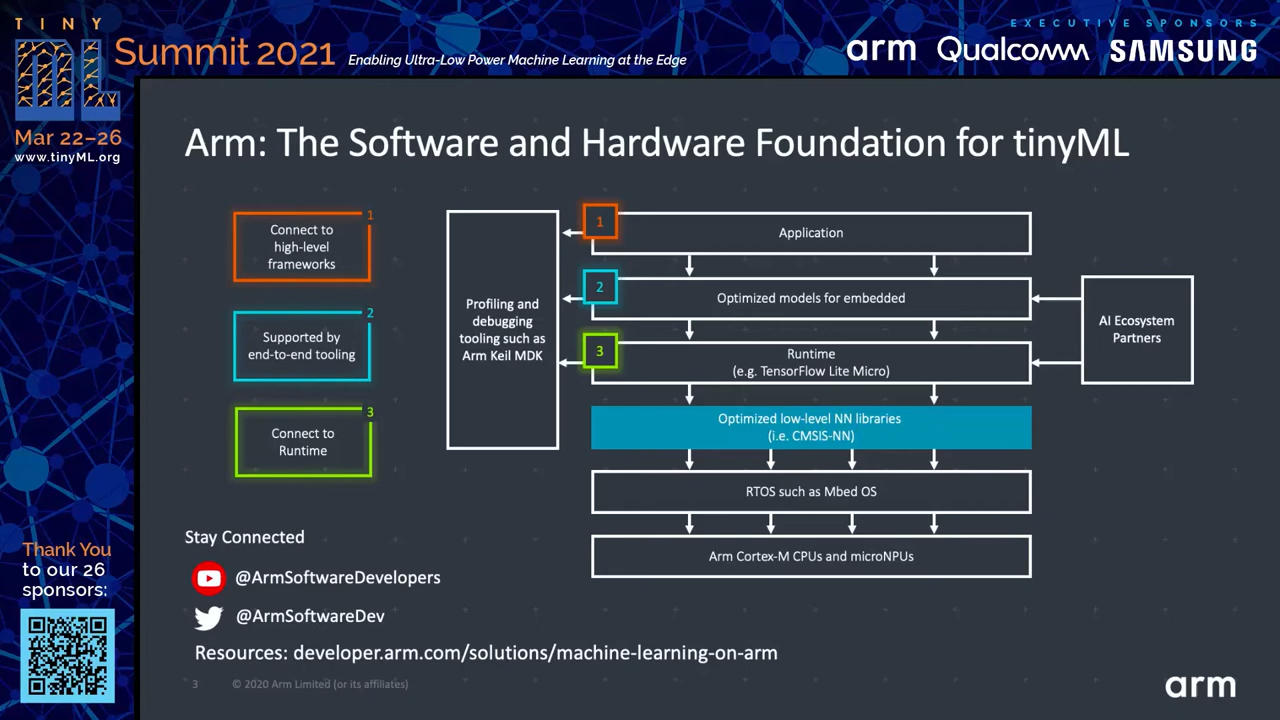 TINY
ML
Summit 2021
Enabling Ultra-Low Power Machine Learning at the Edge
EXECUTIVE SPONSORS
arm Qualcomm SAMSUNG
Mar 22–26
www.tinyML.org
Arm: The Software and Hardware Foundation for tinyML
1
Connect to
high-level
frameworks
2
Supported by
end-to-end tooling
3
Connect to
Runtime
Profiling and
debugging
tooling such as
Arm Keil MDK
1
Application
2
Optimized models for embedded
3
Runtime
(e.g. TensorFlow Lite Micro)
Optimized low-level NN libraries
(i.e. CMSIS-NN)
RTOS such as Mbed OS
Arm Cortex-M CPUs and microNPUs
AI Ecosystem
Partners
Stay Connected
@ArmSoftwareDevelopers
@ArmSoftwareDev
Resources: developer.arm.com/solutions/machine-learning-on-arm
3 © 2020 Arm Limited (or its affiliates)
arm
Thank You
to our 26
sponsors: